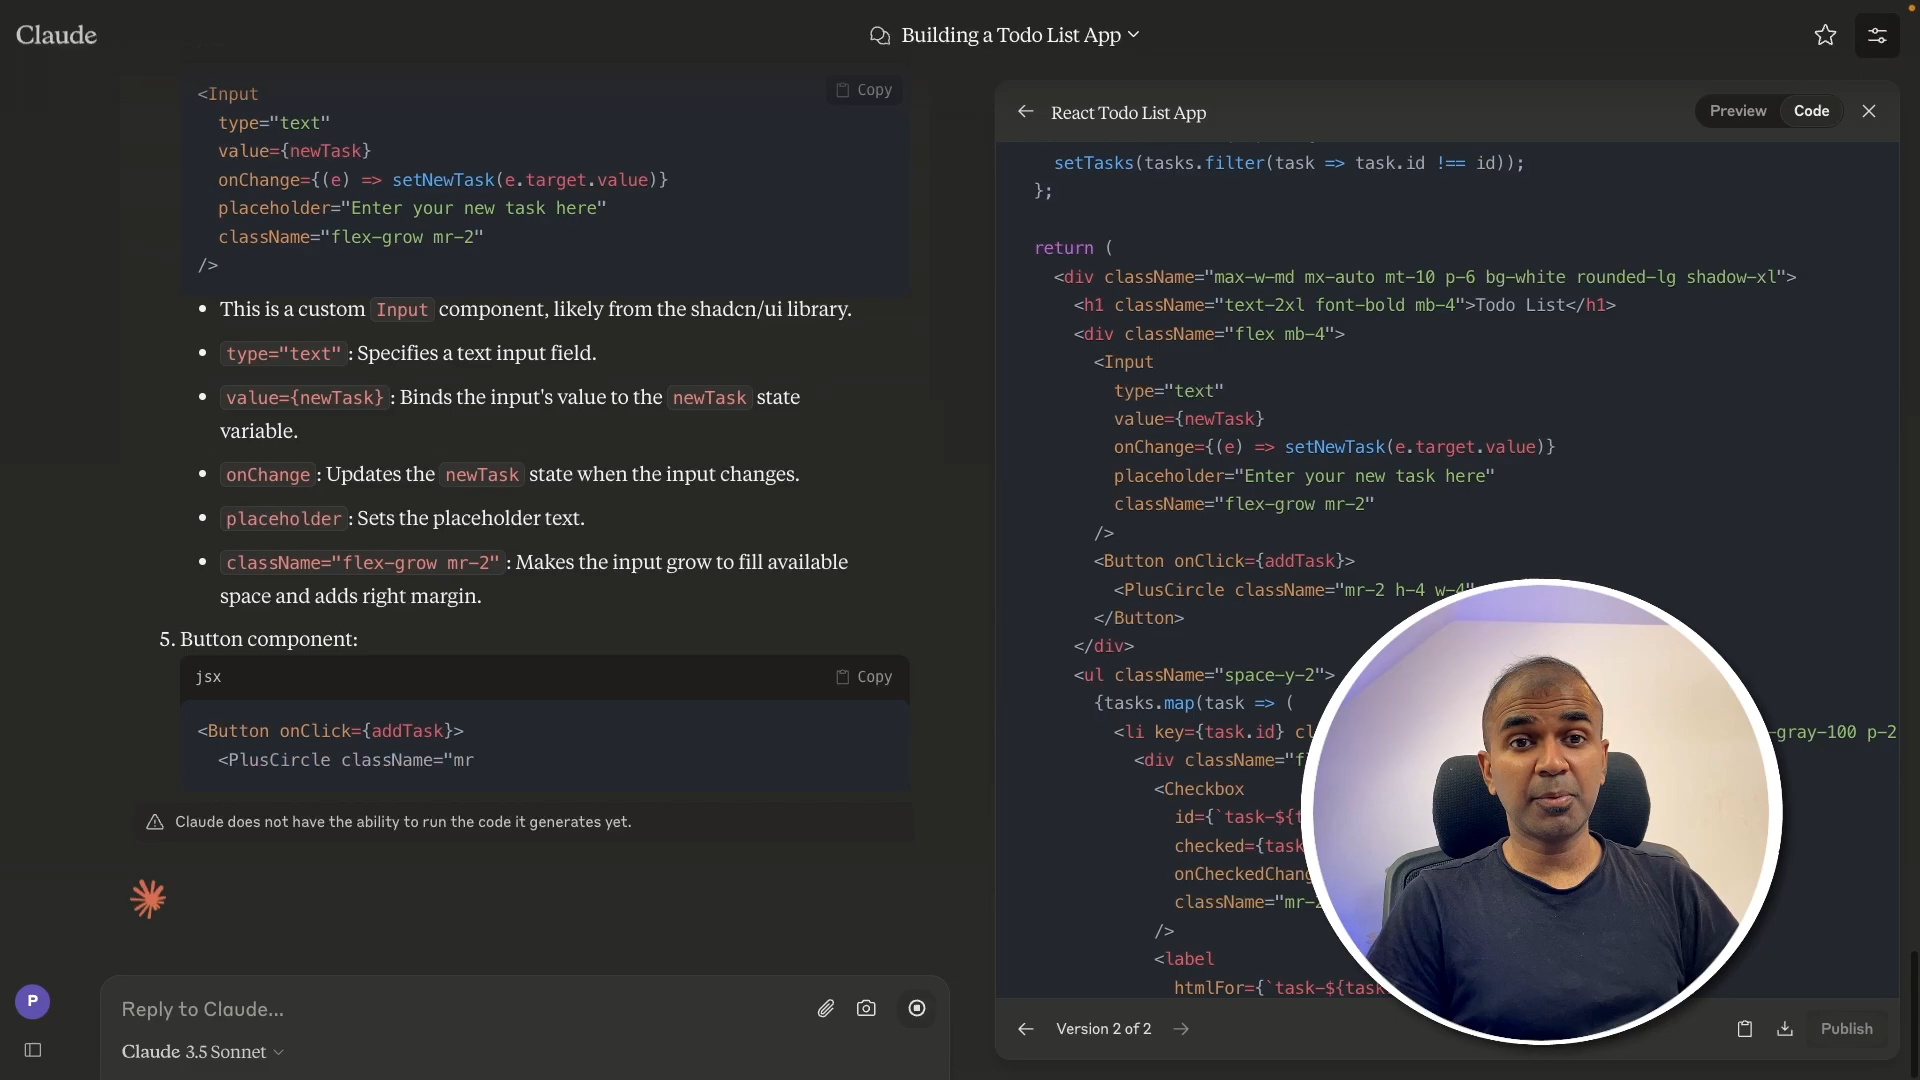 Claude
Building a Todo List App
<Input
Copy
type="text"
value={newTask}
onChange={(e) => setNewTask(e.target.value)}
placeholder="Enter your new task here"
className="flex-grow mr-2"
/>
• This is a custom Input component, likely from the shadcn/ui library.
• type="text": Specifies a text input field.
• value={newTask}: Binds the input's value to the newTask state
variable.
• onChange: Updates the newTask state when the input changes.
• placeholder: Sets the placeholder text.
• className="flex-grow mr-2": Makes the input grow to fill available
space and adds right margin.
5. Button component:
jsx
Copy
<Button onClick={addTask}>
<PlusCircle className="mr
Claude does not have the ability to run the code it generates yet.
P
Reply to Claude...
Claude 3.5 Sonnet
React Todo List App
Preview
Code
setTasks(tasks.filter(task => task.id !== id));
};
return (
<div className="max-w-md mx-auto mt-10 p-6 bg-white rounded-lg shadow-xl">
<h1 className="text-2xl font-bold mb-4">Todo List</h1>
<div className="flex mb-4">
<Input
type="text"
value={newTask}
onChange={(e) => setNewTask(e.target.value)}
placeholder="Enter your new task here"
className="flex-grow mr-2"
/>
<Button onClick={addTask}>
<PlusCircle className="mr-2 h-4 w-4"
</Button>
</div>
<ul className="space-y-2">
{tasks.map(task => (
<li key={task.id} cl -gray-100 p-2
<div className="fl
<Checkbox
id={`task-${t
checked={task
onCheckedChang
className="mr-2
/>
<label
htmlFor={`task-${task
Version 2 of 2
Publish